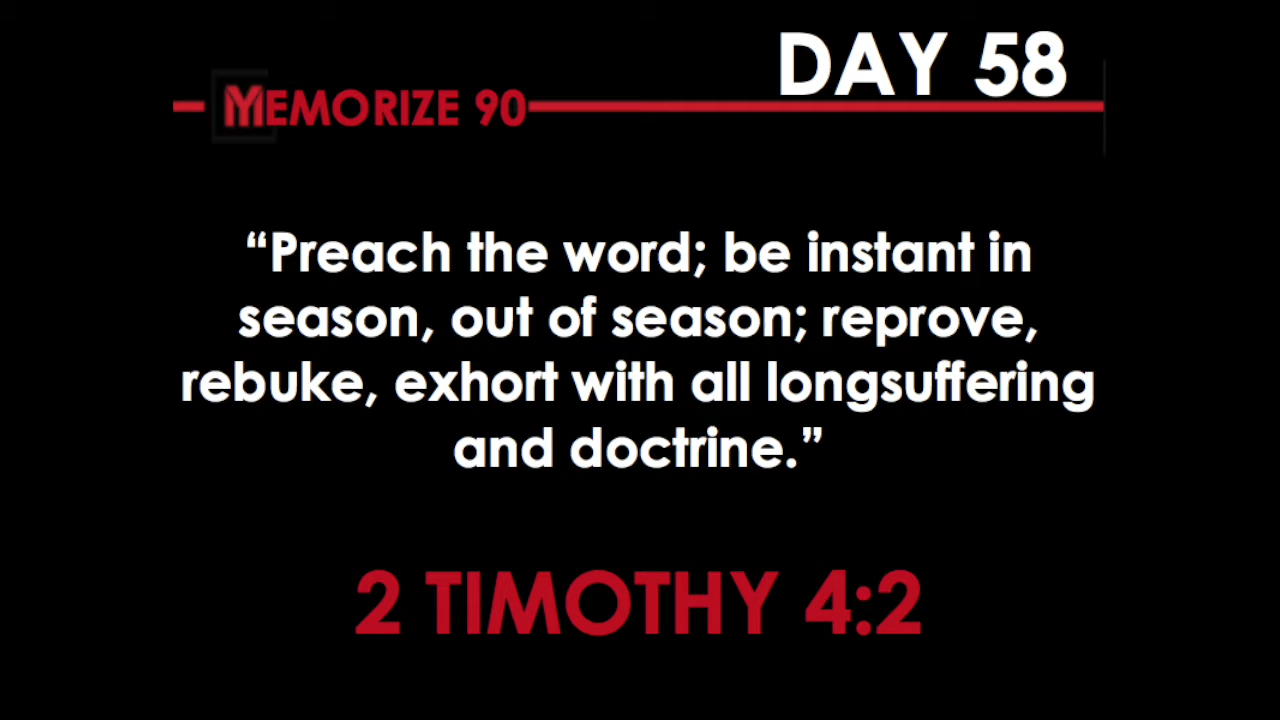 DAY 58
MEMORIZE 90
“Preach the word; be instant in
season, out of season; reprove,
rebuke, exhort with all longsuffering
and doctrine.”
2 TIMOTHY 4:2